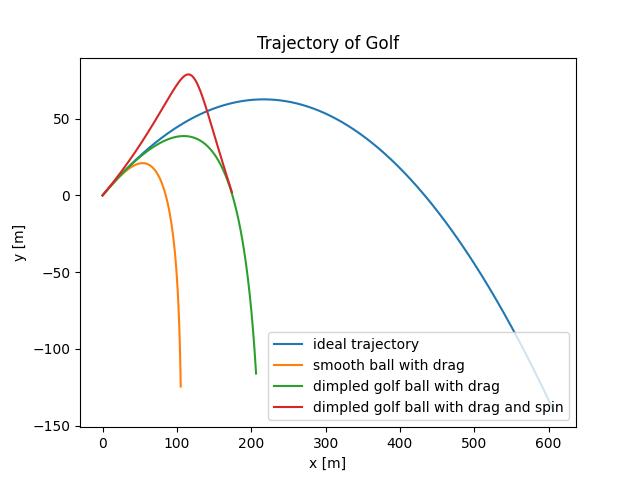 Trajectory of Golf
y [m]
50
0
−50
−100
−150
ideal trajectory
smooth ball with drag
dimpled golf ball with drag
dimpled golf ball with drag and spin
0 100 200 300 400 500 600
x [m]